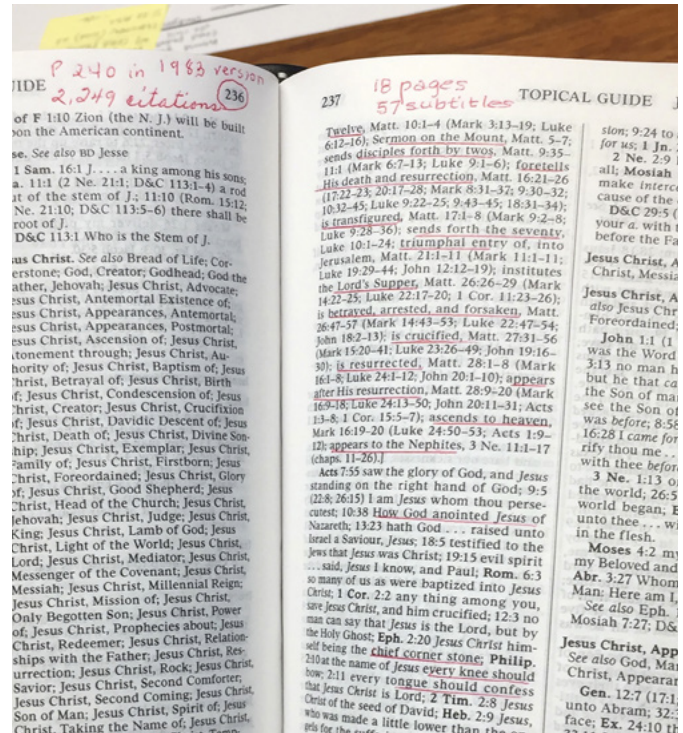 P 240 in 1983 version
2,249 citations 236
IDE
of F 1:10 Zion (the N. J.) will be built
on the American continent.
se. See also BD Jesse
1 Sam. 16:1 J. . . . a king among his sons;
a. 11:1 (2 Ne. 21:1; D&C 113:1–4) a rod
ut of the stem of J.; 11:10 (Rom. 15:12;
Ne. 21:10; D&C 113:5–6) there shall be
root of J.
D&C 113:1 Who is the Stem of J.
sus Christ. See also Bread of Life; Cor-
erstone; God, Creator; Godhead; God the
ather, Jehovah; Jesus Christ, Advocate;
esus Christ, Antemortal Existence of;
esus Christ, Appearances, Antemortal;
esus Christ, Appearances, Postmortal;
esus Christ, Ascension of; Jesus Christ,
tonement through; Jesus Christ, Au-
hority of; Jesus Christ, Baptism of; Jesus
hrist, Betrayal of; Jesus Christ, Birth
f; Jesus Christ, Condescension of; Jesus
hrist, Creator; Jesus Christ, Crucifixion
f; Jesus Christ, Davidic Descent of; Jesus
hrist, Death of; Jesus Christ, Divine Son-
hip; Jesus Christ, Exemplar; Jesus Christ,
amily of; Jesus Christ, Firstborn; Jesus
hrist, Foreordained; Jesus Christ, Glory
of; Jesus Christ, Good Shepherd; Jesus
Christ, Head of the Church; Jesus Christ,
ehovah; Jesus Christ, Judge; Jesus Christ,
King; Jesus Christ, Lamb of God; Jesus
Christ, Light of the World; Jesus Christ,
Lord; Jesus Christ, Mediator; Jesus Christ,
Messenger of the Covenant; Jesus Christ,
Messiah; Jesus Christ, Millennial Reign;
Jesus Christ, Mission of; Jesus Christ,
Only Begotten Son; Jesus Christ, Power
of; Jesus Christ, Prophecies about; Jesus
Christ, Redeemer; Jesus Christ, Relation-
ships with the Father; Jesus Christ, Res-
urrection; Jesus Christ, Rock; Jesus Christ,
Savior; Jesus Christ, Second Comforter;
Jesus Christ, Second Coming; Jesus Christ,
Son of Man; Jesus Christ, Spirit of; Jesus
Christ, Taking the Name of; Jesus Christ,
18 pages
57 subtitles
237 TOPICAL GUIDE J
Twelve, Matt. 10:1–4 (Mark 3:13–19; Luke
6:12–16); Sermon on the Mount, Matt. 5–7;
sends disciples forth by twos, Matt. 9:35–
11:1 (Mark 6:7–13; Luke 9:1–6); foretells
His death and resurrection, Matt. 16:21–26
(17:22–23; 20:17–28; Mark 8:31–37; 9:30–32;
10:32–45; Luke 9:22–25; 9:43–45; 18:31–34);
is transfigured, Matt. 17:1–8 (Mark 9:2–8;
Luke 9:28–36); sends forth the seventy,
Luke 10:1–24; triumphal entry of, into
Jerusalem, Matt. 21:1–11 (Mark 11:1–11;
Luke 19:29–44; John 12:12–19); institutes
the Lord's Supper, Matt. 26:26–29 (Mark
14:22–25; Luke 22:17–20; 1 Cor. 11:23–26);
is betrayed, arrested, and forsaken, Matt.
26:47–57 (Mark 14:43–53; Luke 22:47–54;
John 18:2–13); is crucified, Matt. 27:31–56
(Mark 15:20–41; Luke 23:26–49; John 19:16–
30); is resurrected, Matt. 28:1–8 (Mark
16:1–8; Luke 24:1–12; John 20:1–10); appears
after His resurrection, Matt. 28:9–20 (Mark
16:9–18; Luke 24:13–50; John 20:11–31; Acts
1:3–8; 1 Cor. 15:5–7); ascends to heaven,
Mark 16:19–20 (Luke 24:50–53; Acts 1:9–
12); appears to the Nephites, 3 Ne. 11:1–17
(chaps. 11–26).]
Acts 7:55 saw the glory of God, and Jesus
standing on the right hand of God; 9:5
(22:8; 26:15) I am Jesus whom thou perse-
cutest; 10:38 How God anointed Jesus of
Nazareth; 13:23 hath God . . . raised unto
Israel a Saviour, Jesus; 18:5 testified to the
Jews that Jesus was Christ; 19:15 evil spirit
. . . said, Jesus I know, and Paul; Rom. 6:3
so many of us as were baptized into Jesus
Christ; 1 Cor. 2:2 any thing among you,
save Jesus Christ, and him crucified; 12:3 no
man can say that Jesus is the Lord, but by
the Holy Ghost; Eph. 2:20 Jesus Christ him-
self being the chief corner stone; Philip.
2:10 at the name of Jesus every knee should
bow; 2:11 every tongue should confess
that Jesus Christ is Lord; 2 Tim. 2:8 Jesus
Christ of the seed of David; Heb. 2:9 Jesus,
who was made a little lower than the
sion; 9:24 to
for us; 1 Jn.
2 Ne. 2:9
all; Mosiah
make interc
cause of the
D&C 29:5 (
your a. with t
before the Fa
Jesus Christ, A
Christ, Messia
Jesus Christ, A
also Jesus Chr
Foreordained;
John 1:1 (1
was the Word
3:13 no man h
but he that ca
the Son of ma
see the Son of
was before; 8:58
16:28 I came for
rify thou me . .
with thee before
3 Ne. 1:13 o
the world; 26:5
world began; E
unto thee . . . wi
in the flesh.
Moses 4:2 my
my Beloved and
Abr. 3:27 Whom
Man: Here am I,
See also Eph.
Mosiah 7:27; D&
Jesus Christ, App
See also God, Ma
Christ, Appearan
Gen. 12:7 (17:1;
unto Abram; 32:
face; Ex. 24:10 th